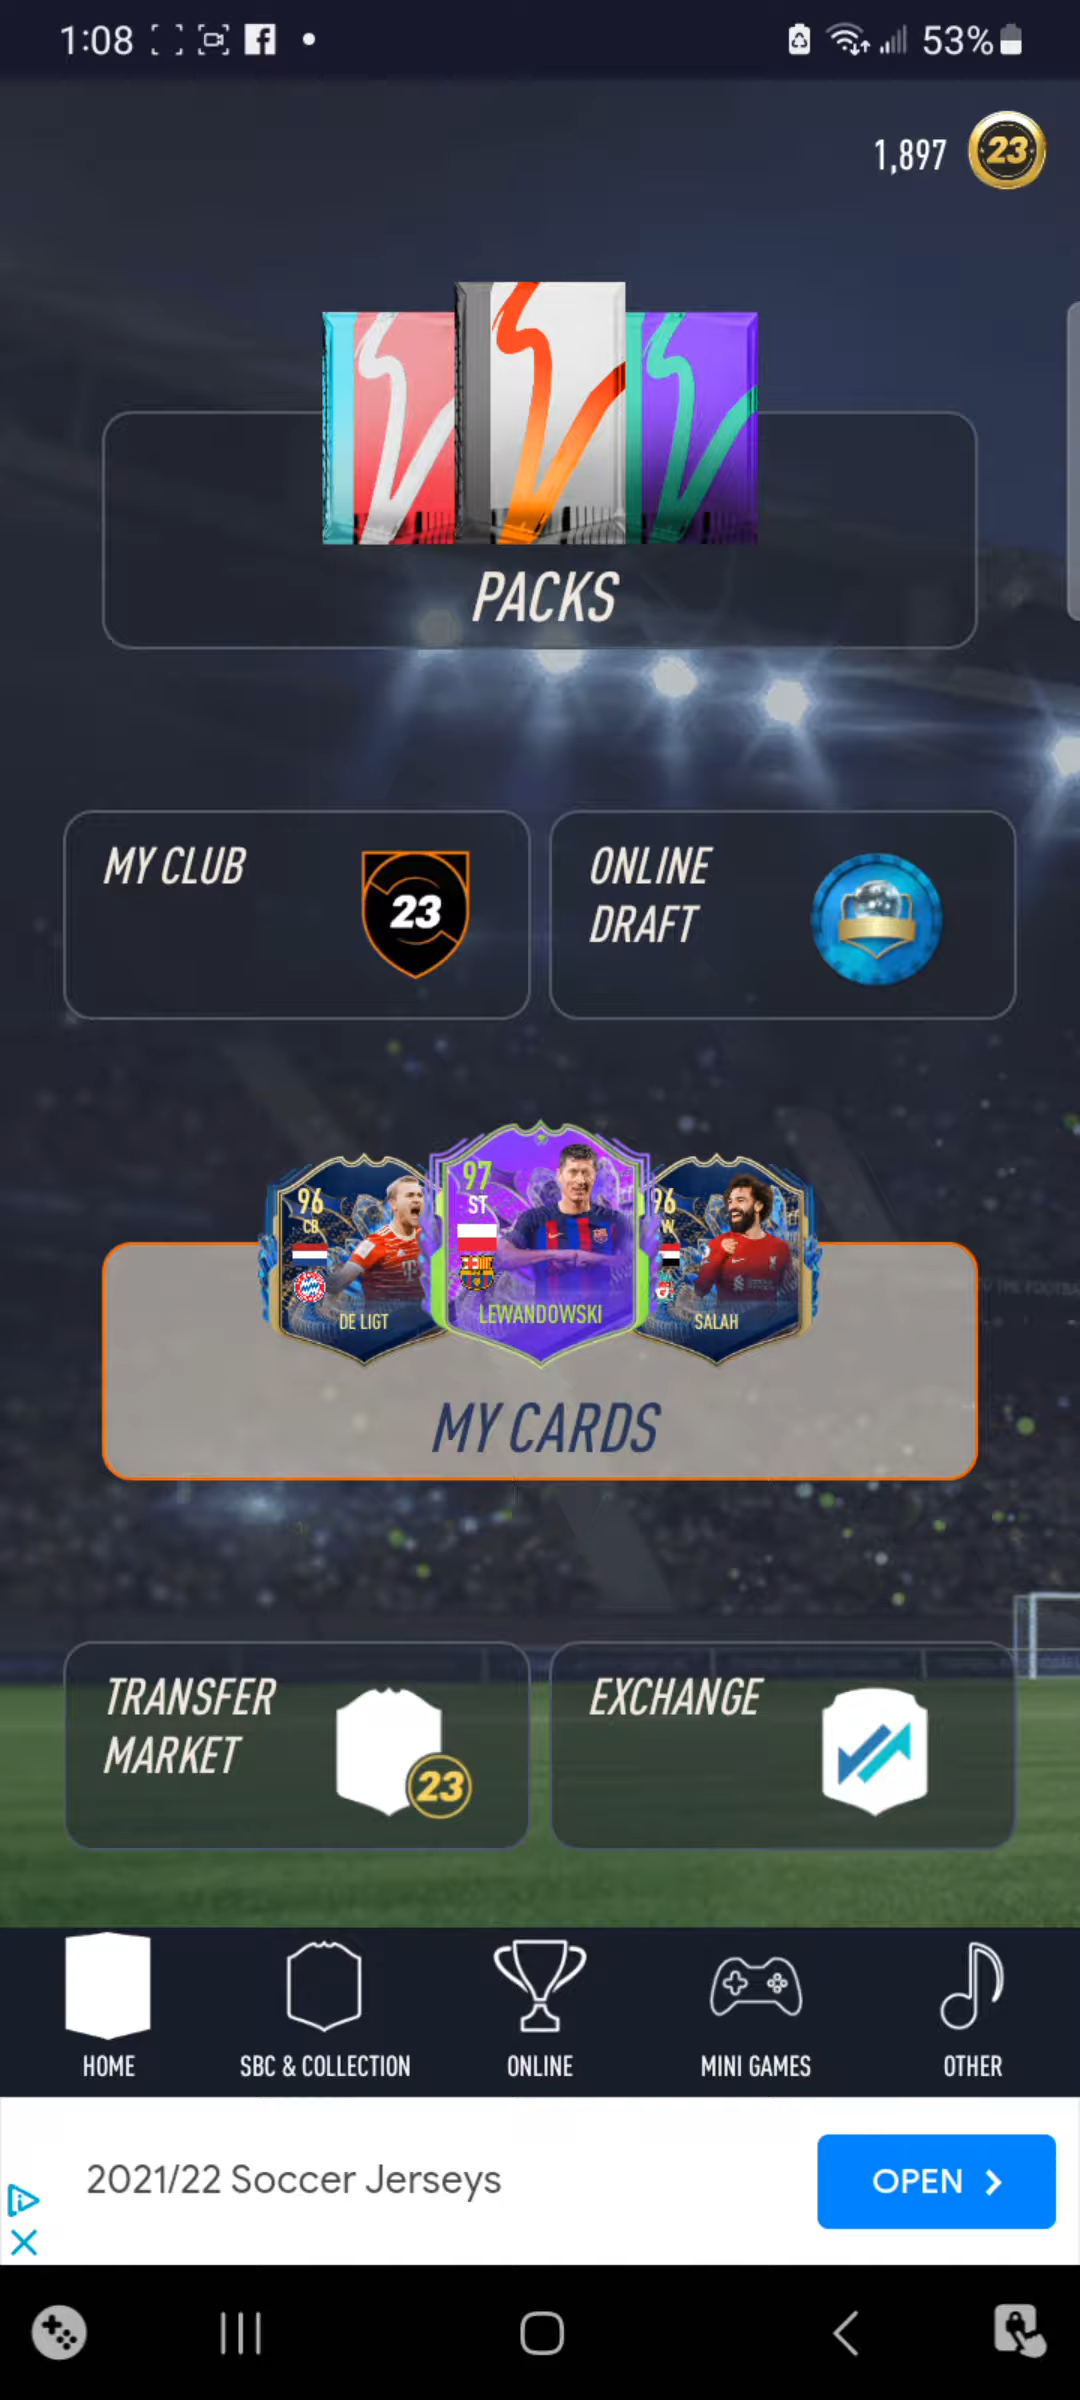 1:08
53%
1,897
23
PACKS
MY CLUB
23
ONLINE
DRAFT
96
CB
DE LIGT
97
ST
LEWANDOWSKI
96
SALAH
MY CARDS
TRANSFER
MARKET
23
EXCHANGE
HOME
SBC & COLLECTION
ONLINE
MINI GAMES
OTHER
2021/22 Soccer Jerseys
OPEN